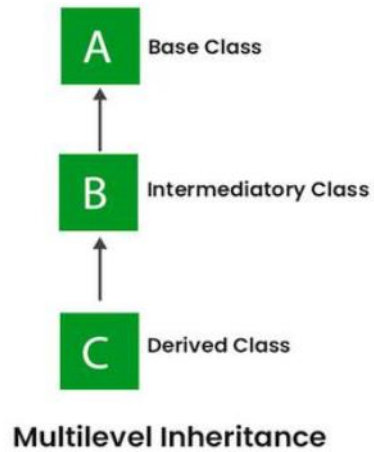 A Base Class
B Intermediatory Class
C Derived Class
Multilevel Inheritance